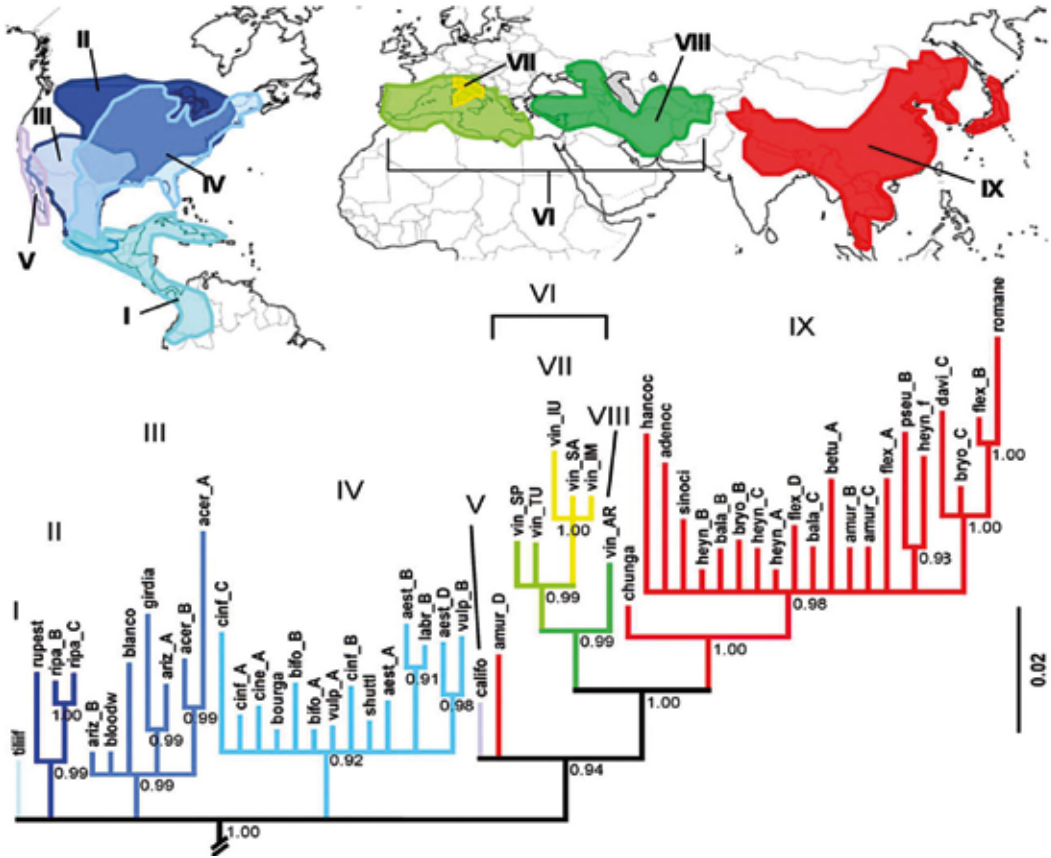 II
III
IV
V
I
VII
VIII
VI
IX
VI
VII
VIII
IX
III
IV
V
II
I
tiliif
rupest
ripa_B
ripa_C
ariz_B
bloodw
blanco
girdia
ariz_A
acer_B
acer_A
cinf_C
cinf_A
cine_A
bourga
bifo_B
bifo_A
vulp_A
cinf_B
shuttl
aest_A
aest_B
labr_B
aest_D
vulp_B
califo
amur_D
vin_SP
vin_TU
vin_IU
vin_SA
vin_IM
vin_AR
chunga
hancoc
adenoc
sinoci
heyn_B
bala_B
bryo_B
heyn_C
heyn_A
flex_D
bala_C
betu_A
amur_B
amur_C
flex_A
pseu_B
heyn_f
davi_C
bryo_C
flex_B
romane
1.00
0.99
0.99
0.99
0.99
0.91
0.98
0.92
1.00
0.99
0.99
1.00
1.00
0.93
0.98
1.00
1.00
0.94
1.00
0.02